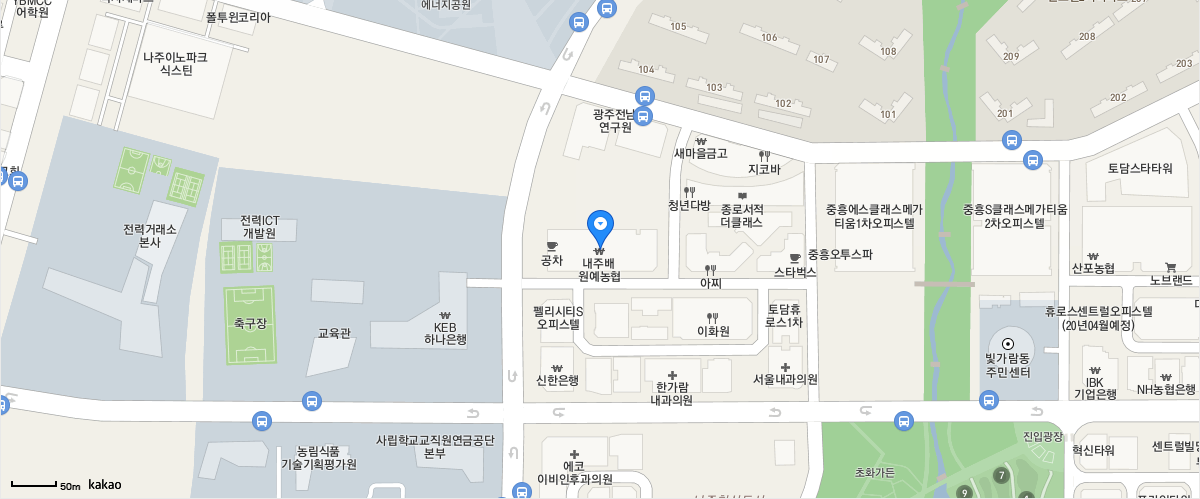 YBMCC
어학원
폴투윈코리아
에너지공원
나주이노파크
식스틴
105
106
107
108
104
103
102
101
209
208
203
202
201
광주전남
연구원
새마을금고
지코바
토담스타타워
청년다방
종로서적
더클래스
중흥에스클래스메가
티움1차오피스텔
중흥S클래스메가티움
2차오피스텔
전력거래소
본사
전력ICT
개발원
공차
내주배
원예농협
중흥오투스파
스타벅스
아찌
산포농협
노브랜드
축구장
교육관
KEB
하나은행
펠리시티S
오피스텔
이화원
토담휴
로스1차
휴로스센트럴오피스텔
(20년04월예정)
빛가람동
주민센터
신한은행
한가람
내과의원
서울내과의원
IBK
기업은행
NH농협은행
농림식품
기술기획평가원
사립학교교직원연금공단
본부
에코
이비인후과의원
초화가든
진입광장
혁신타워
센트럴빌딩
7
9
50m
kakao